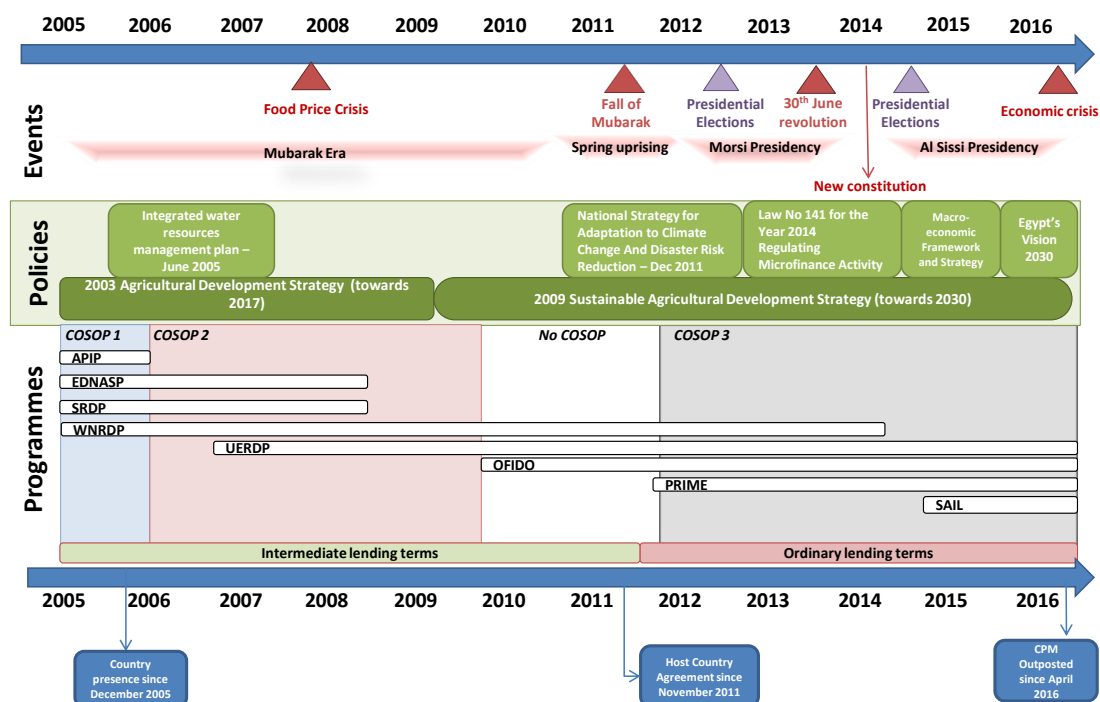 2005 2006 2007 2008 2009 2010 2011 2012 2013 2014 2015 2016
Events
Food Price Crisis
Fall of
Mubarak
Presidential
Elections
30th June
revolution
Presidential
Elections
Economic crisis
Mubarak Era
Spring uprising
Morsi Presidency
Al Sissi Presidency
New constitution
Policies
Integrated water
resources
management plan –
June 2005
National Strategy for
Adaptation to Climate
Change And Disaster Risk
Reduction – Dec 2011
Law No 141 for the
Year 2014
Regulating
Microfinance Activity
Macro-
economic
Framework
and Strategy
Egypt's
Vision
2030
2003 Agricultural Development Strategy (towards
2017)
2009 Sustainable Agricultural Development Strategy (towards 2030)
Programmes
COSOP 1
COSOP 2
No COSOP
COSOP 3
APIP
EDNASP
SRDP
WNRDP
UERDP
OFIDO
PRIME
SAIL
Intermediate lending terms
Ordinary lending terms
2005 2006 2007 2008 2009 2010 2011 2012 2013 2014 2015 2016
Country
presence since
December 2005
Host Country
Agreement since
November 2011
CPM
Outposted
since April
2016